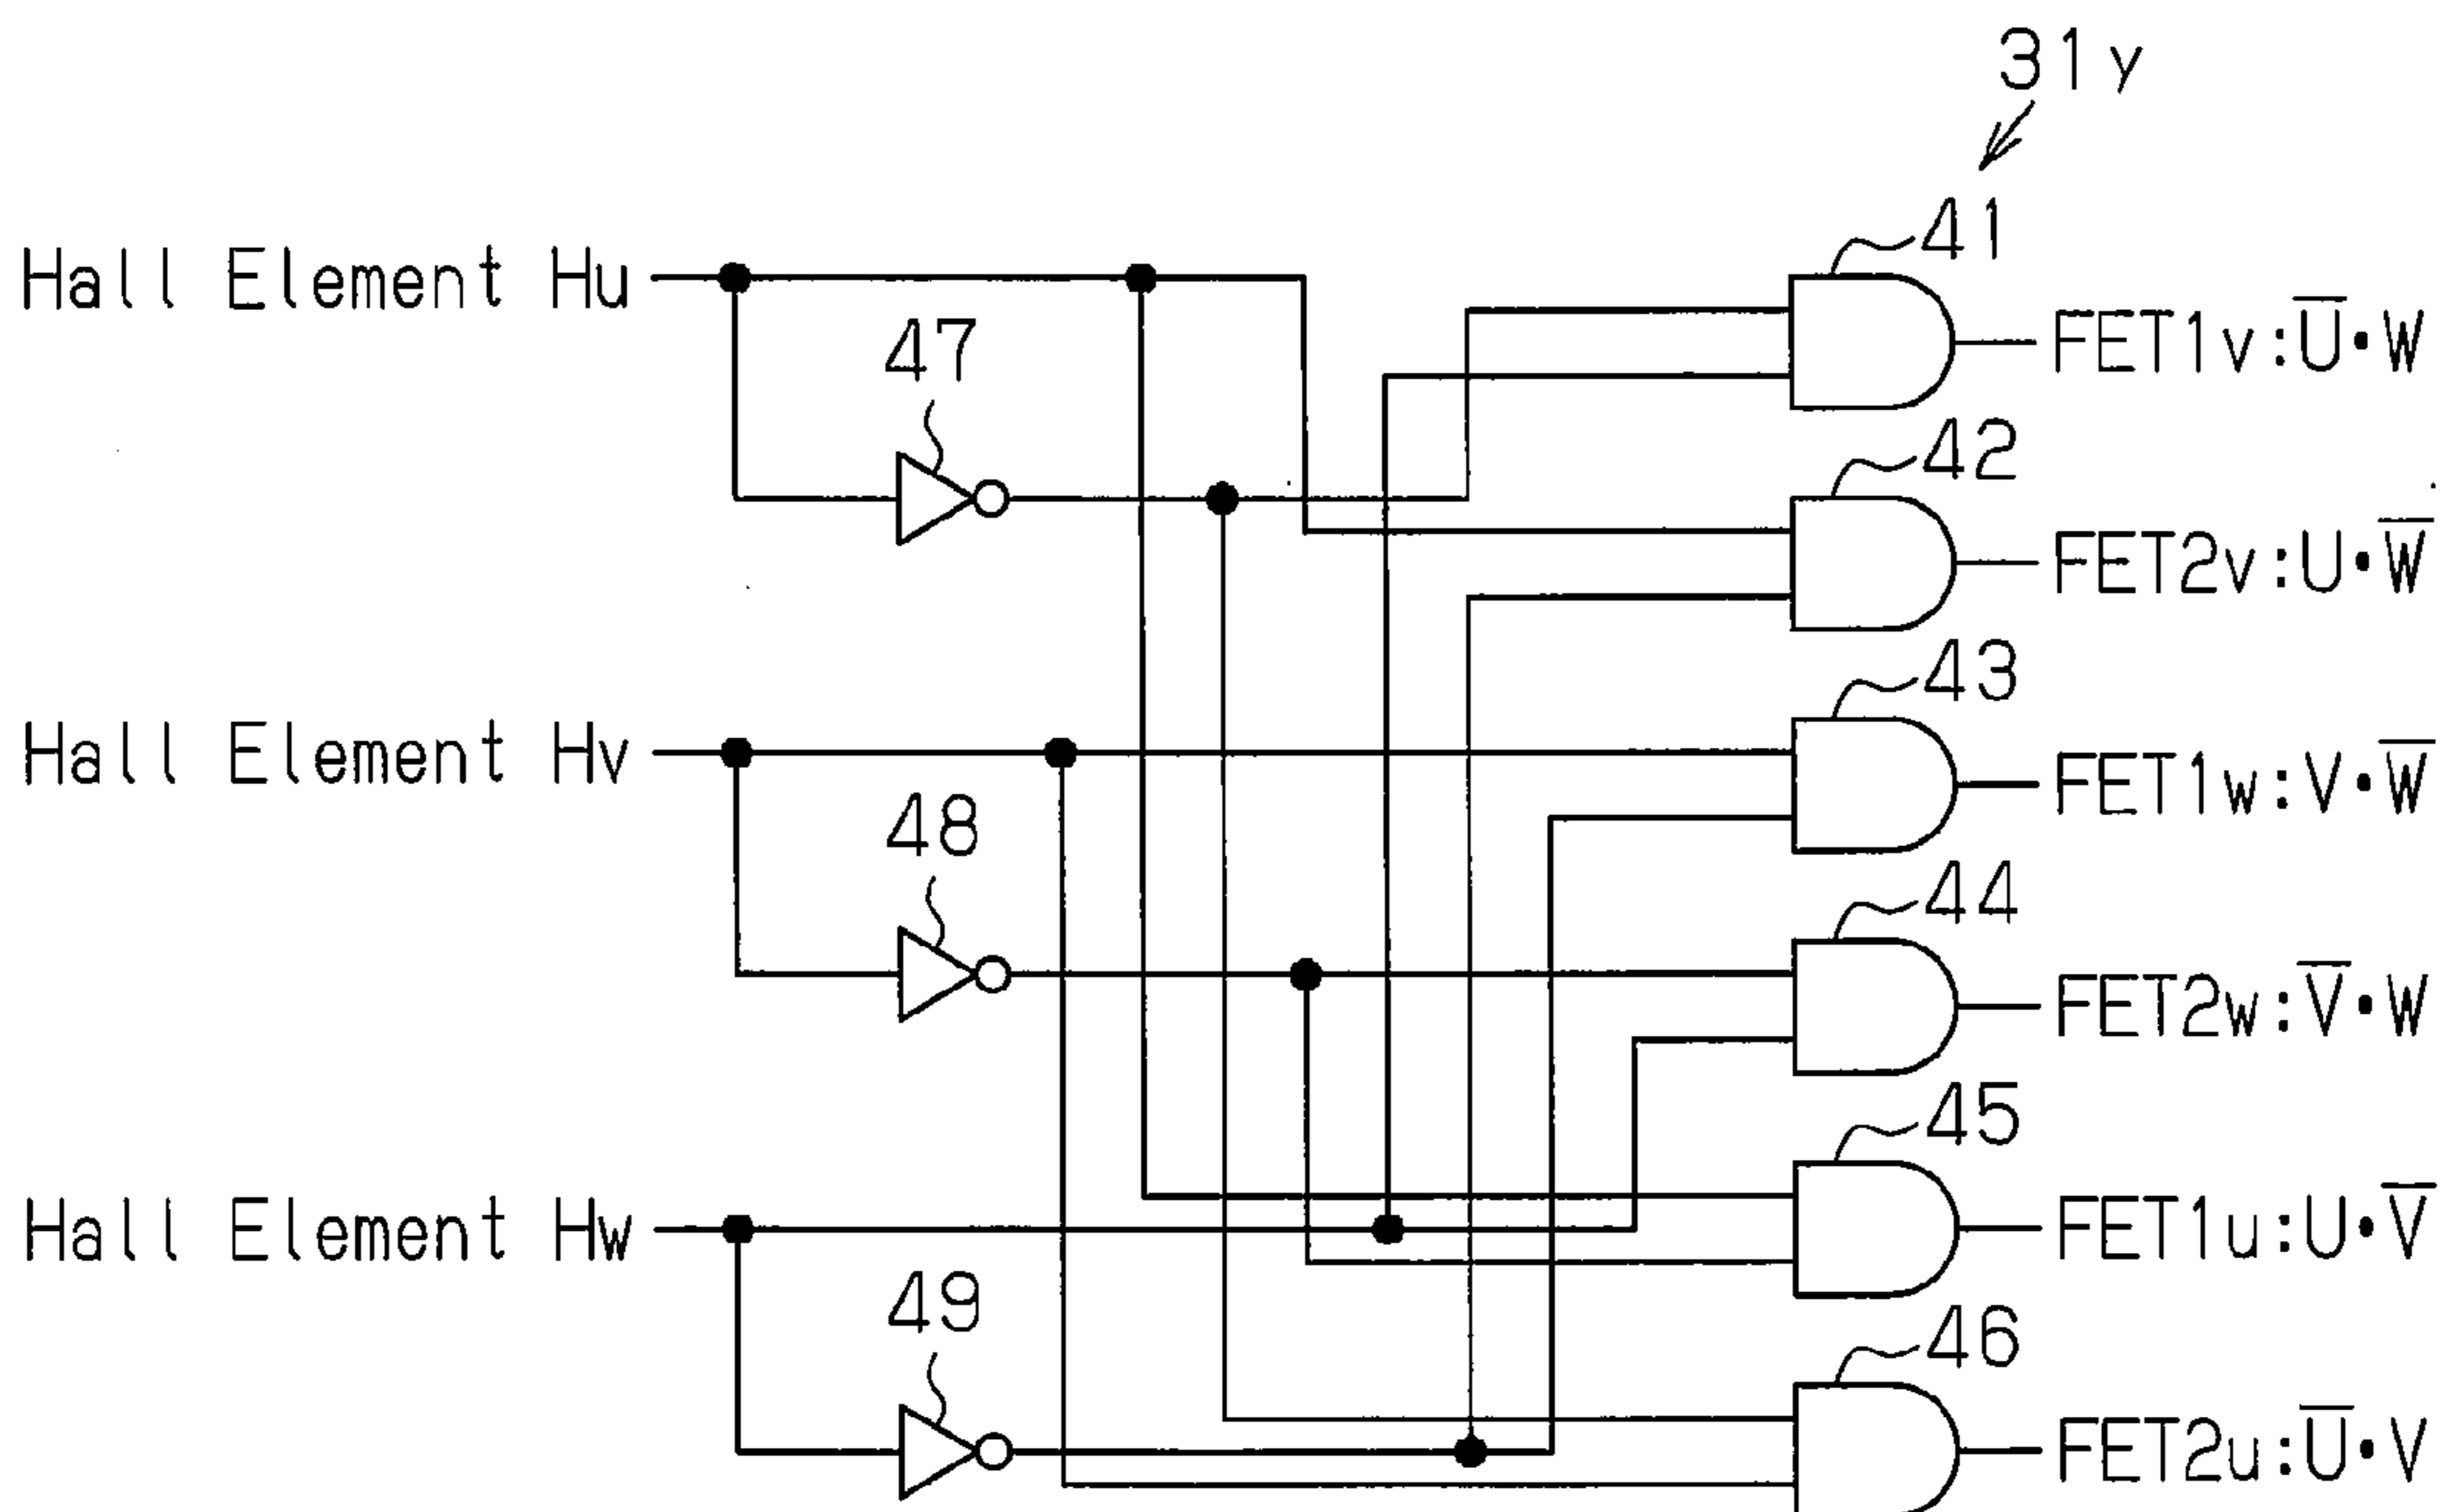 31y
41
Hall Element Hu
FET1v:U̅•W
47
42
FET2v:U•W̅
43
Hall Element Hv
FET1w:V•W̅
48
44
FET2w:V̅•W
45
Hall Element Hw
FET1u:U•V̅
49
46
FET2u:U̅•V